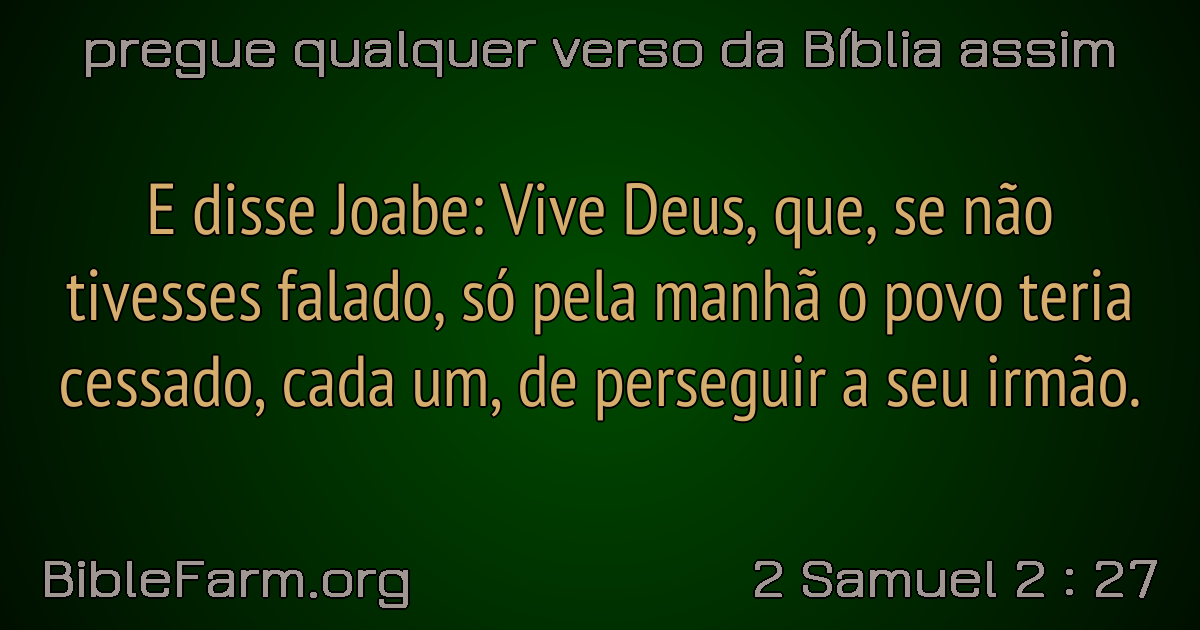 pregue qualquer verso da Bíblia assim
E disse Joabe: Vive Deus, que, se não
tivesses falado, só pela manhã o povo teria
cessado, cada um, de perseguir a seu irmão.
BibleFarm.org
2 Samuel 2 : 27